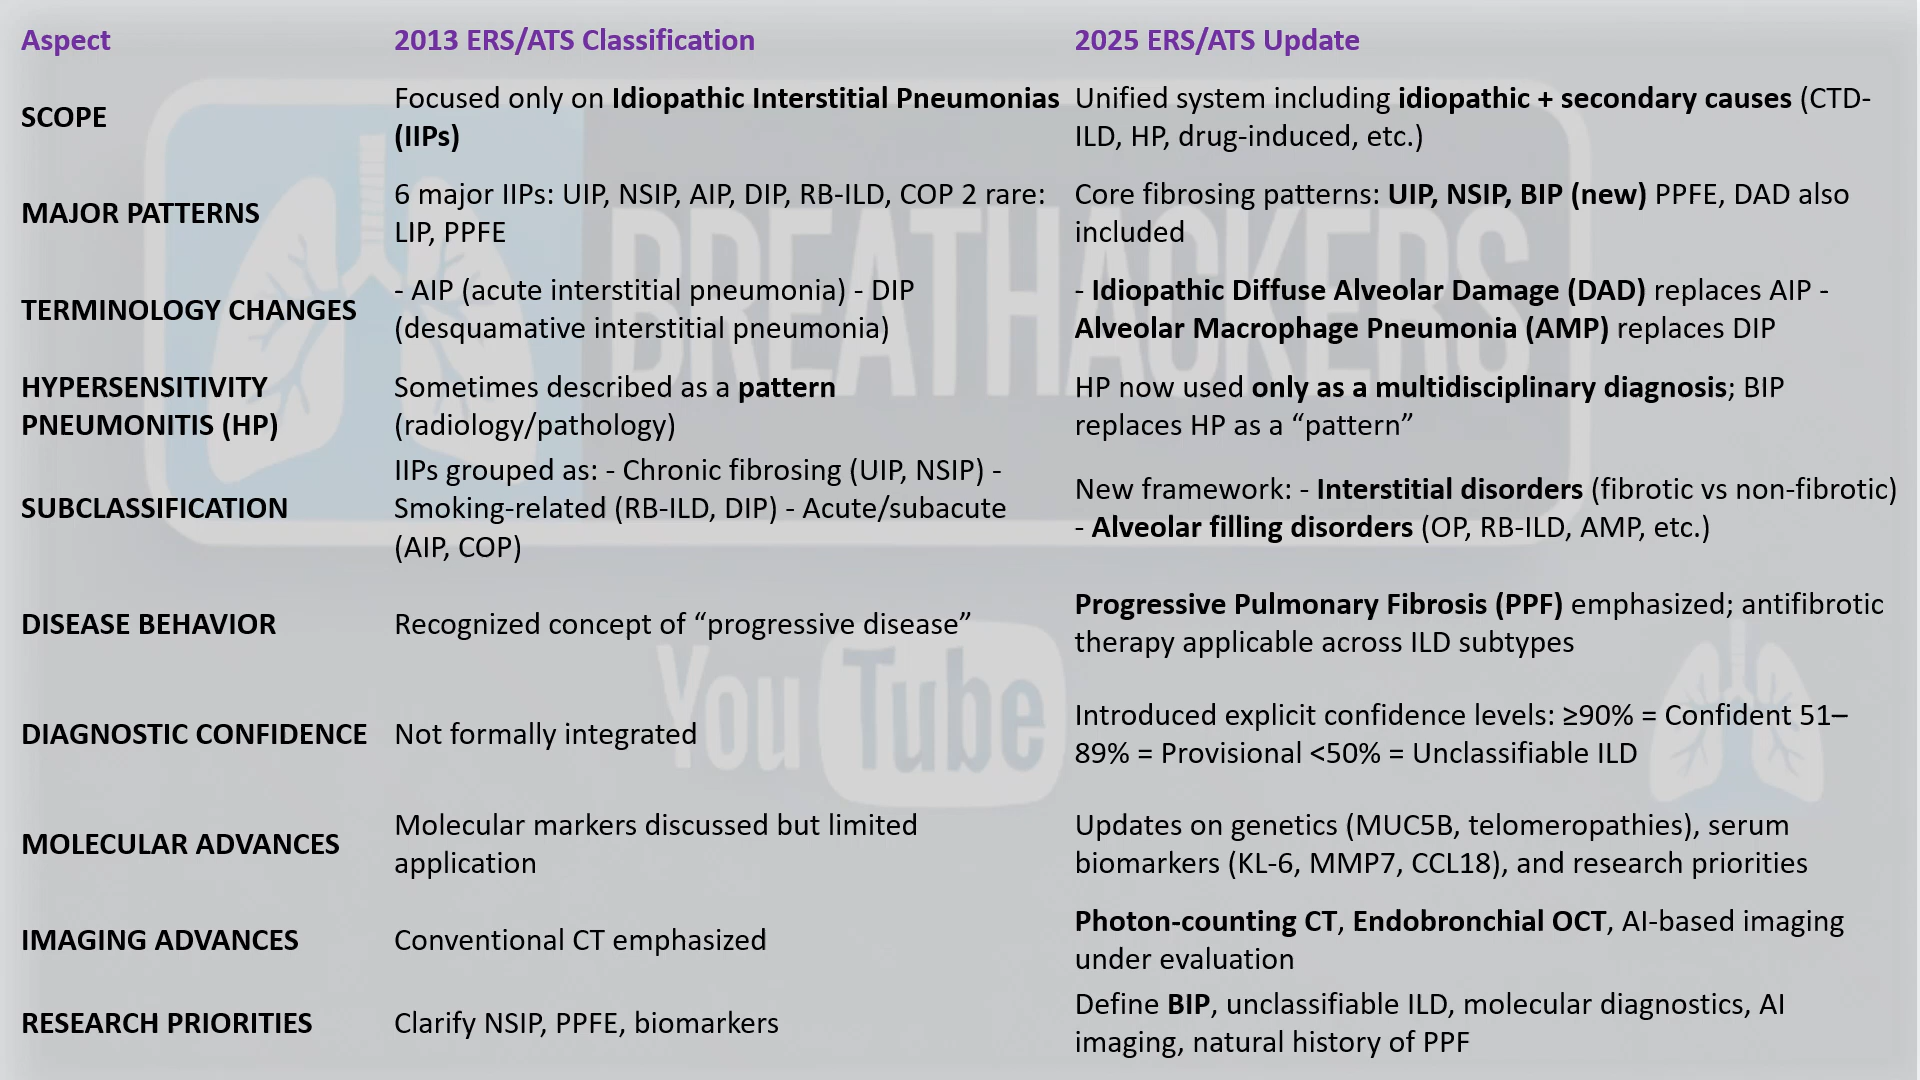 Aspect 2013 ERS/ATS Classification 2025 ERS/ATS Update
SCOPE
Focused only on Idiopathic Interstitial Pneumonias
(IIPs)
Unified system including idiopathic + secondary causes (CTD-
ILD, HP, drug-induced, etc.)
MAJOR PATTERNS
6 major IIPs: UIP, NSIP, AIP, DIP, RB-ILD, COP 2 rare:
LIP, PPFE
Core fibrosing patterns: UIP, NSIP, BIP (new) PPFE, DAD also
included
TERMINOLOGY CHANGES
- AIP (acute interstitial pneumonia) - DIP
(desquamative interstitial pneumonia)
- Idiopathic Diffuse Alveolar Damage (DAD) replaces AIP -
Alveolar Macrophage Pneumonia (AMP) replaces DIP
HYPERSENSITIVITY
PNEUMONITIS (HP)
Sometimes described as a pattern
(radiology/pathology)
HP now used only as a multidisciplinary diagnosis; BIP
replaces HP as a “pattern”
SUBCLASSIFICATION
IIPs grouped as: - Chronic fibrosing (UIP, NSIP) -
Smoking-related (RB-ILD, DIP) - Acute/subacute
(AIP, COP)
New framework: - Interstitial disorders (fibrotic vs non-fibrotic)
- Alveolar filling disorders (OP, RB-ILD, AMP, etc.)
DISEASE BEHAVIOR
Recognized concept of “progressive disease”
Progressive Pulmonary Fibrosis (PPF) emphasized; antifibrotic
therapy applicable across ILD subtypes
DIAGNOSTIC CONFIDENCE
Not formally integrated
Introduced explicit confidence levels: ≥90% = Confident 51–
89% = Provisional <50% = Unclassifiable ILD
MOLECULAR ADVANCES
Molecular markers discussed but limited
application
Updates on genetics (MUC5B, telomeropathies), serum
biomarkers (KL-6, MMP7, CCL18), and research priorities
IMAGING ADVANCES
Conventional CT emphasized
Photon-counting CT, Endobronchial OCT, AI-based imaging
under evaluation
RESEARCH PRIORITIES
Clarify NSIP, PPFE, biomarkers
Define BIP, unclassifiable ILD, molecular diagnostics, AI
imaging, natural history of PPF
BREATHACKERS
YouTube